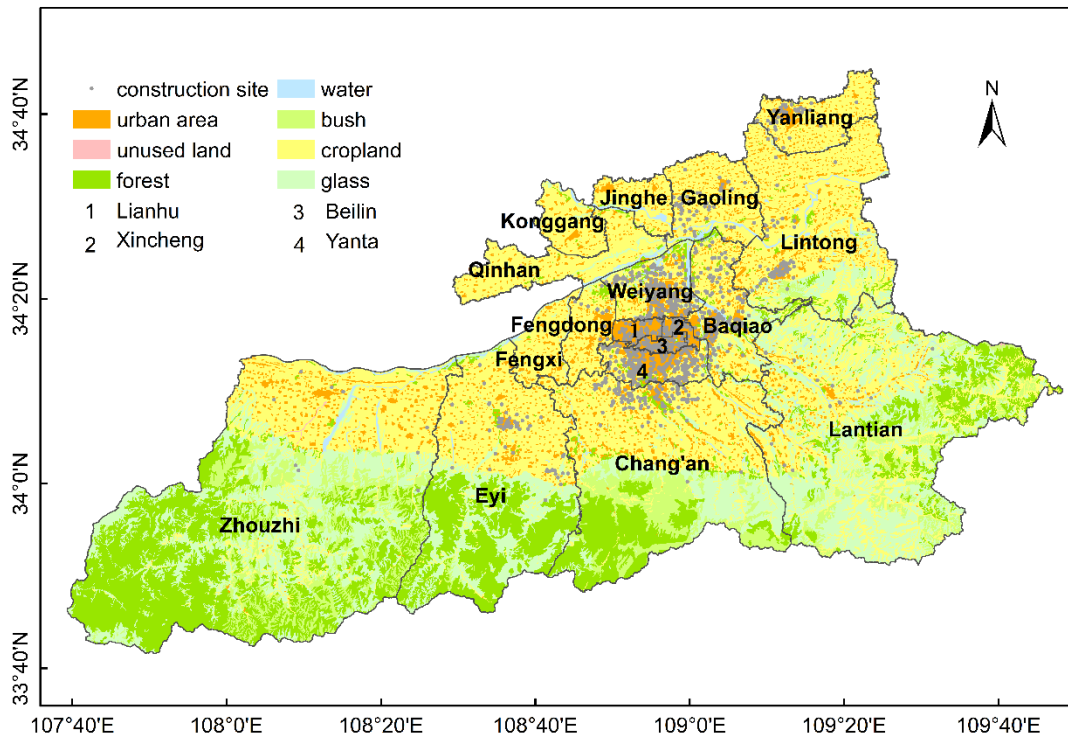 construction site
water
urban area
bush
unused land
cropland
forest
glass
1 Lianhu
3 Beilin
2 Xincheng
4 Yanta
N
Yanliang
Jinghe
Gaoling
Konggang
Lintong
Qinhan
Weiyang
Fengdong
1
2
Baqiao
3
Fengxi
4
Lantian
Chang'an
Eyi
Zhouzhi
34°40'N
34°20'N
34°0'N
33°40'N
107°40'E
108°0'E
108°20'E
108°40'E
109°0'E
109°20'E
109°40'E